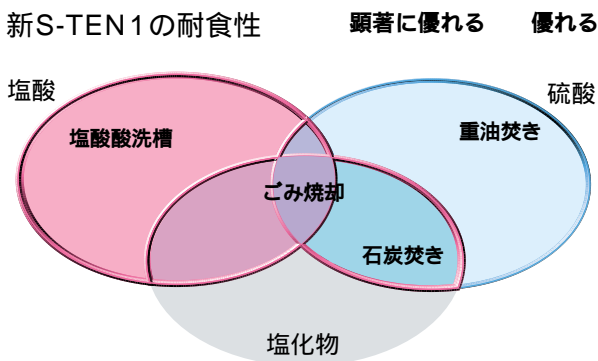 新S-TEN1の耐食性
顕著に優れる 優れる
塩酸
硫酸
塩酸酸洗槽
重油焚き
ごみ焼却
石炭焚き
塩化物